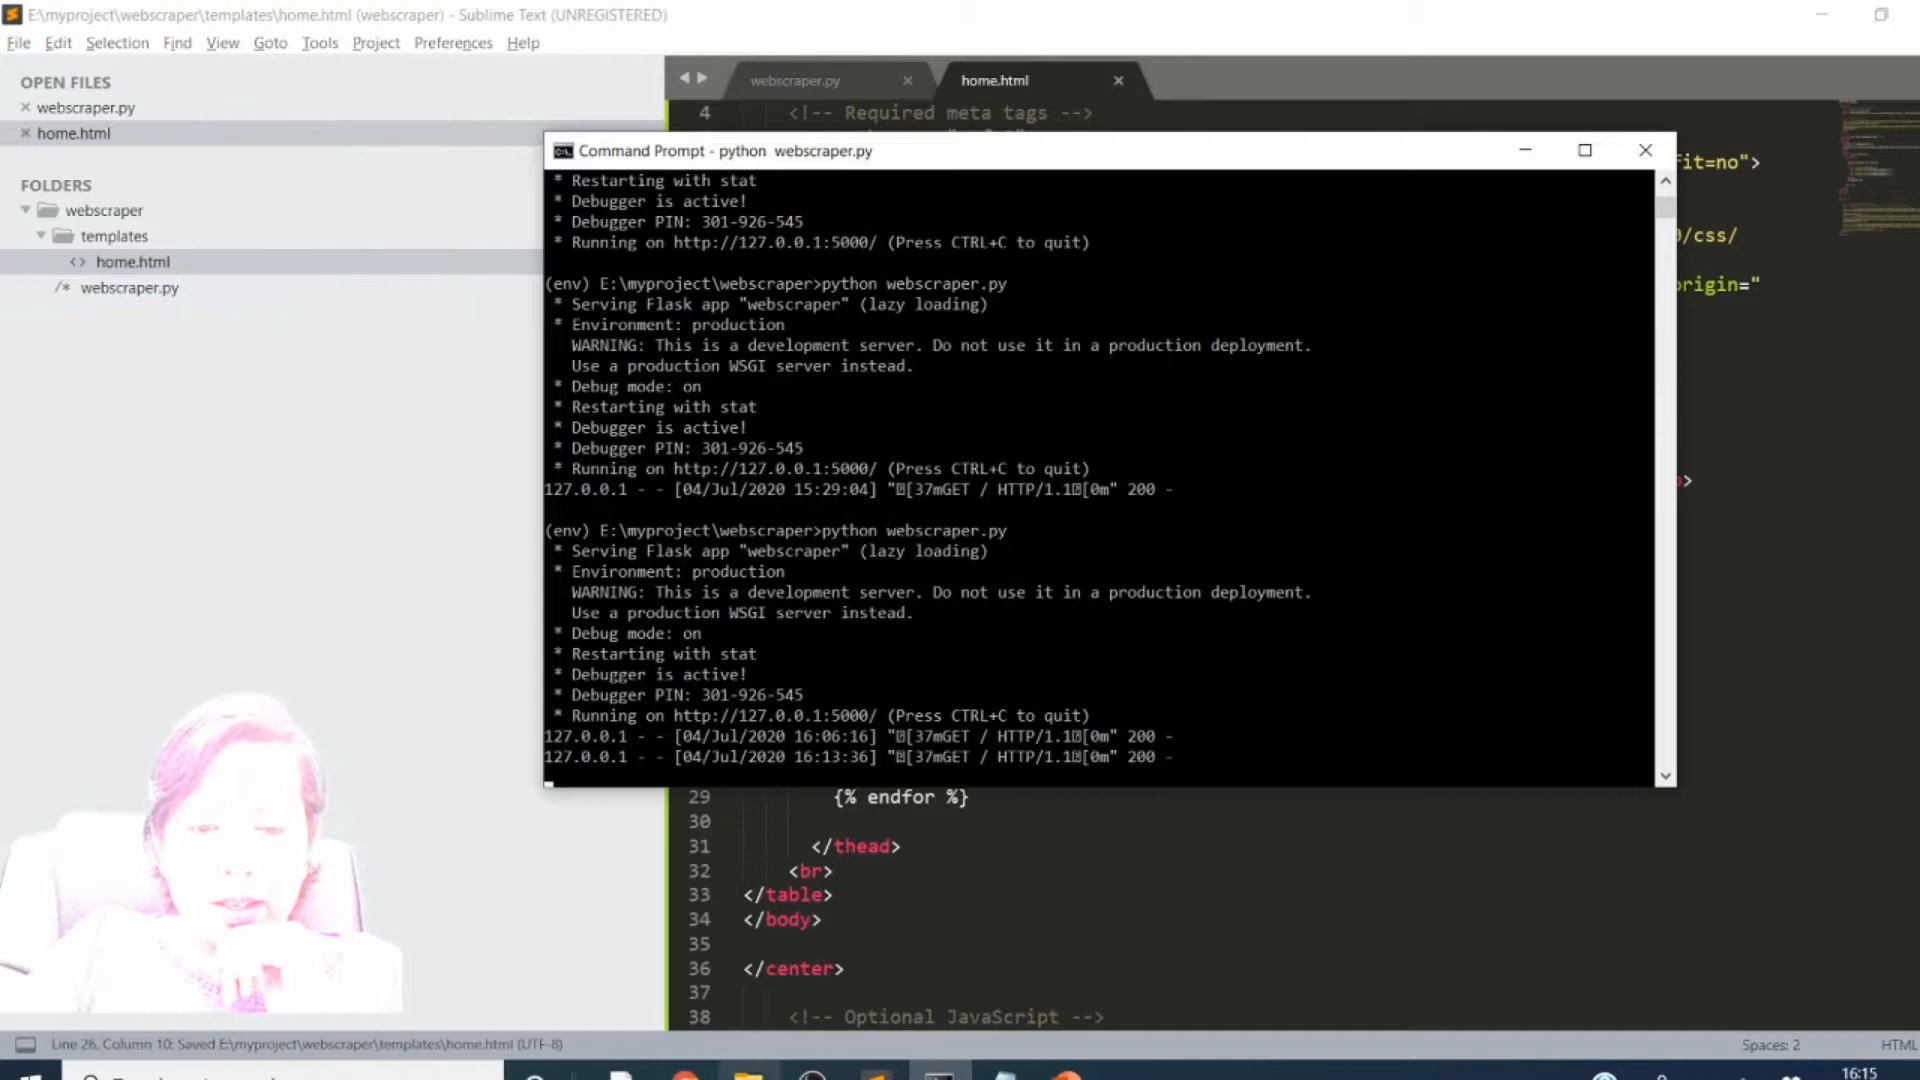 E:\myproject\webscraper\templates\home.html (webscraper) - Sublime Text (UNREGISTERED)
File Edit Selection Find View Goto Tools Project Preferences Help
OPEN FILES
webscraper.py
home.html
FOLDERS
webscraper
templates
<> home.html
/* webscraper.py
webscraper.py
home.html
4 <!-- Required meta tags -->
fit=no">
/css/
origin="
>
Command Prompt - python webscraper.py
* Restarting with stat
* Debugger is active!
* Debugger PIN: 301-926-545
* Running on http://127.0.0.1:5000/ (Press CTRL+C to quit)
(env) E:\myproject\webscraper>python webscraper.py
* Serving Flask app "webscraper" (lazy loading)
* Environment: production
WARNING: This is a development server. Do not use it in a production deployment.
Use a production WSGI server instead.
* Debug mode: on
* Restarting with stat
* Debugger is active!
* Debugger PIN: 301-926-545
* Running on http://127.0.0.1:5000/ (Press CTRL+C to quit)
127.0.0.1 - - [04/Jul/2020 15:29:04] "[37mGET / HTTP/1.1[0m" 200 -
(env) E:\myproject\webscraper>python webscraper.py
* Serving Flask app "webscraper" (lazy loading)
* Environment: production
WARNING: This is a development server. Do not use it in a production deployment.
Use a production WSGI server instead.
* Debug mode: on
* Restarting with stat
* Debugger is active!
* Debugger PIN: 301-926-545
* Running on http://127.0.0.1:5000/ (Press CTRL+C to quit)
127.0.0.1 - - [04/Jul/2020 16:06:16] "[37mGET / HTTP/1.1[0m" 200 -
127.0.0.1 - - [04/Jul/2020 16:13:36] "[37mGET / HTTP/1.1[0m" 200 -
29 {% endfor %}
30
31 </thead>
32 <br>
33 </table>
34 </body>
35
36 </center>
37
38 <!-- Optional JavaScript -->
Line 26, Column 10: Saved E:\myproject\webscraper\templates\home.html (UTF-8)
Spaces: 2
HTML
16:15